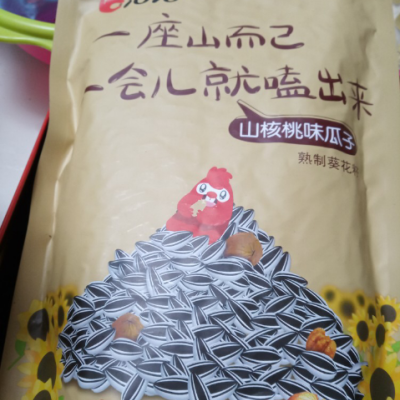 一座山而已
一会儿就嗑出来
山核桃味瓜子
熟制葵花